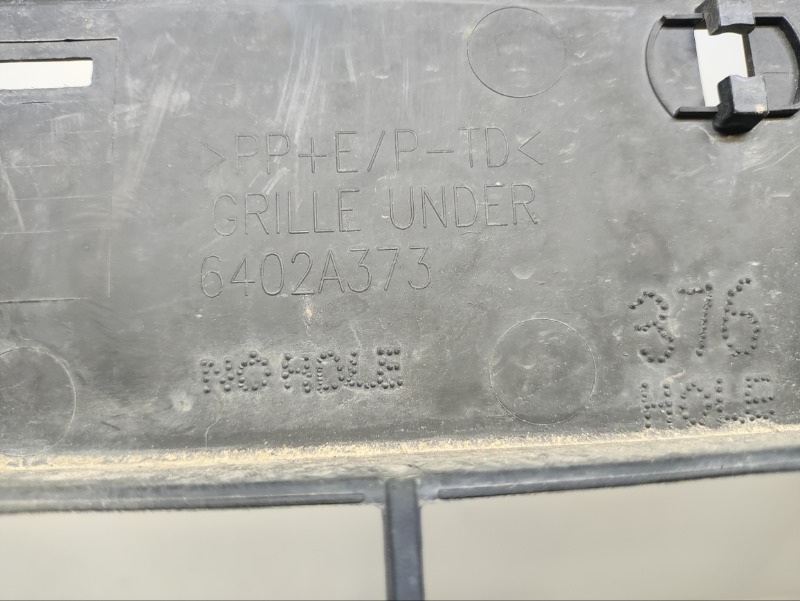 >PP+E/P-TD<
GRILLE UNDER
6402A373
NO HOLE
376
HOLE